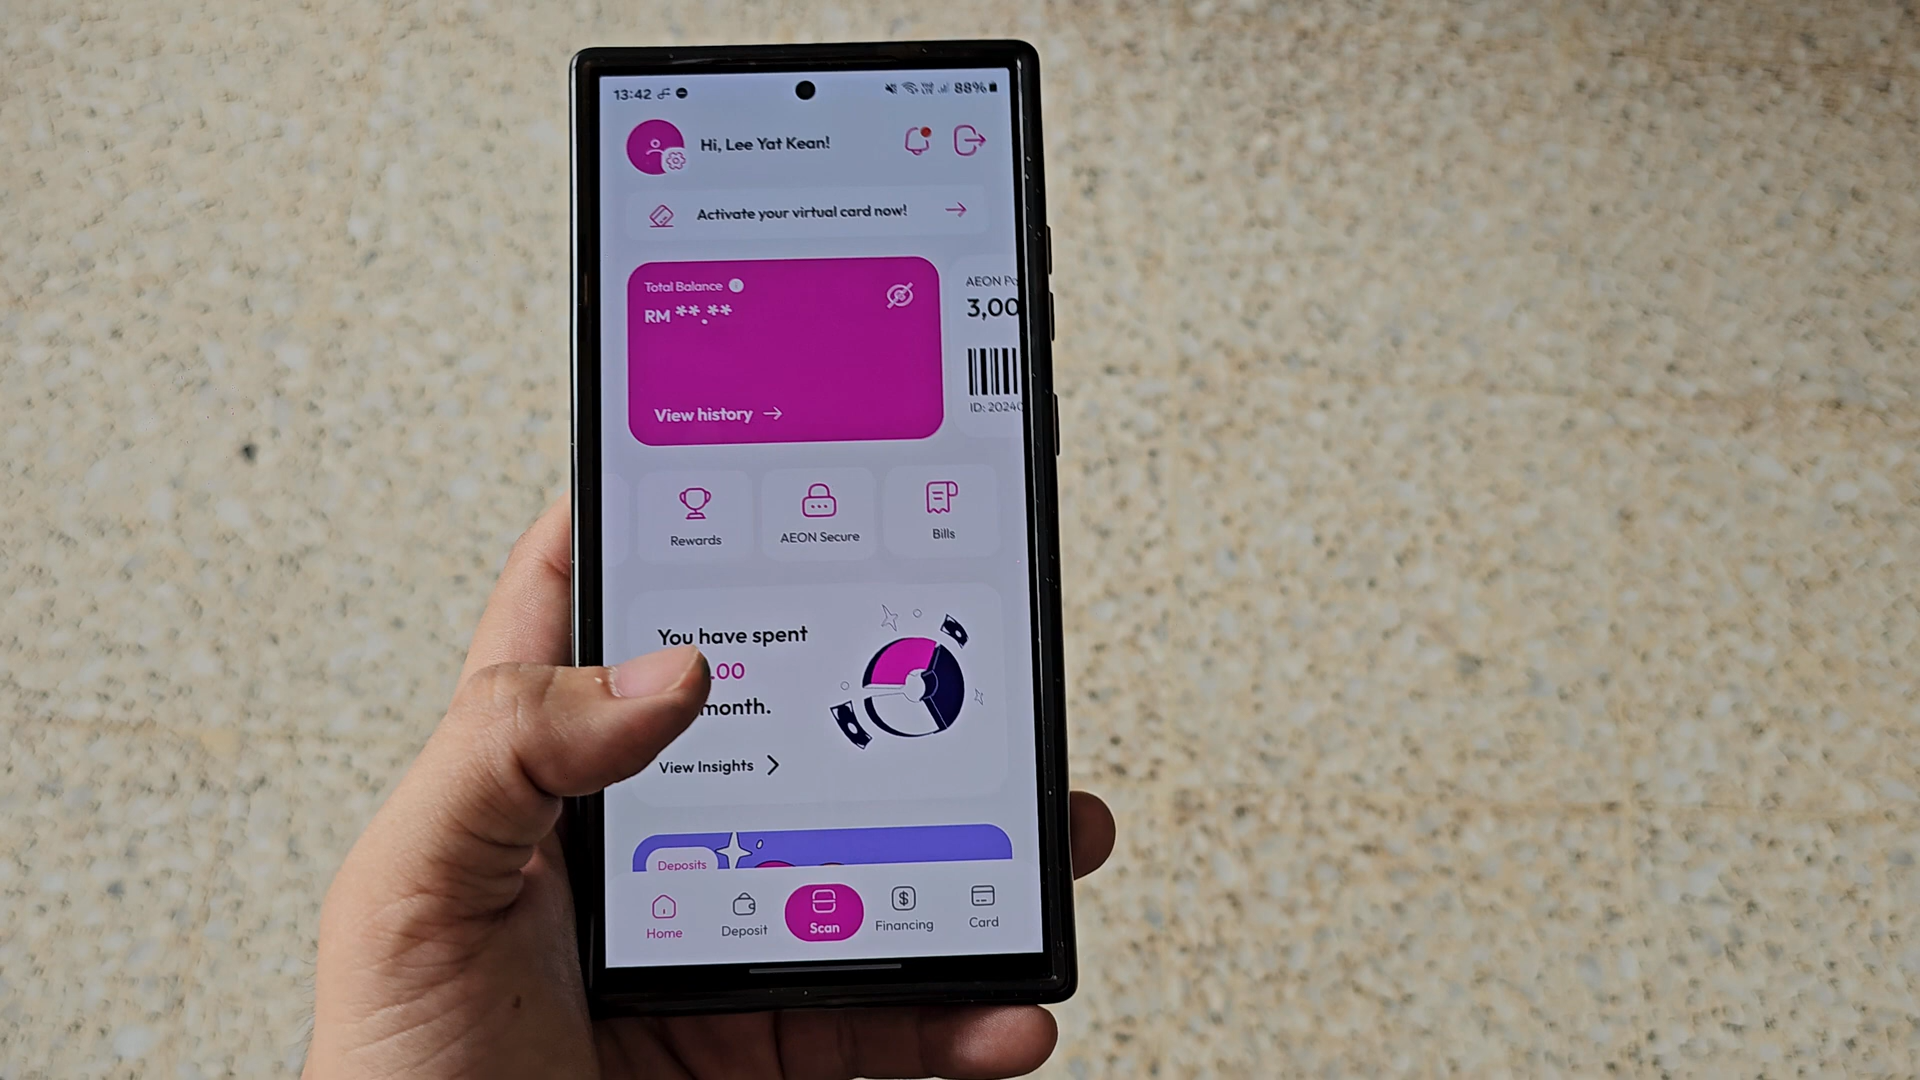 13:42
88%
Hi, Lee Yat Kean!
Activate your virtual card now!
Total Balance
RM **.**
View history
AEON
3,00
ID: 2024
Rewards
AEON Secure
Bills
You have spent
.00
month.
View Insights
Deposits
Home
Deposit
Scan
Financing
Card